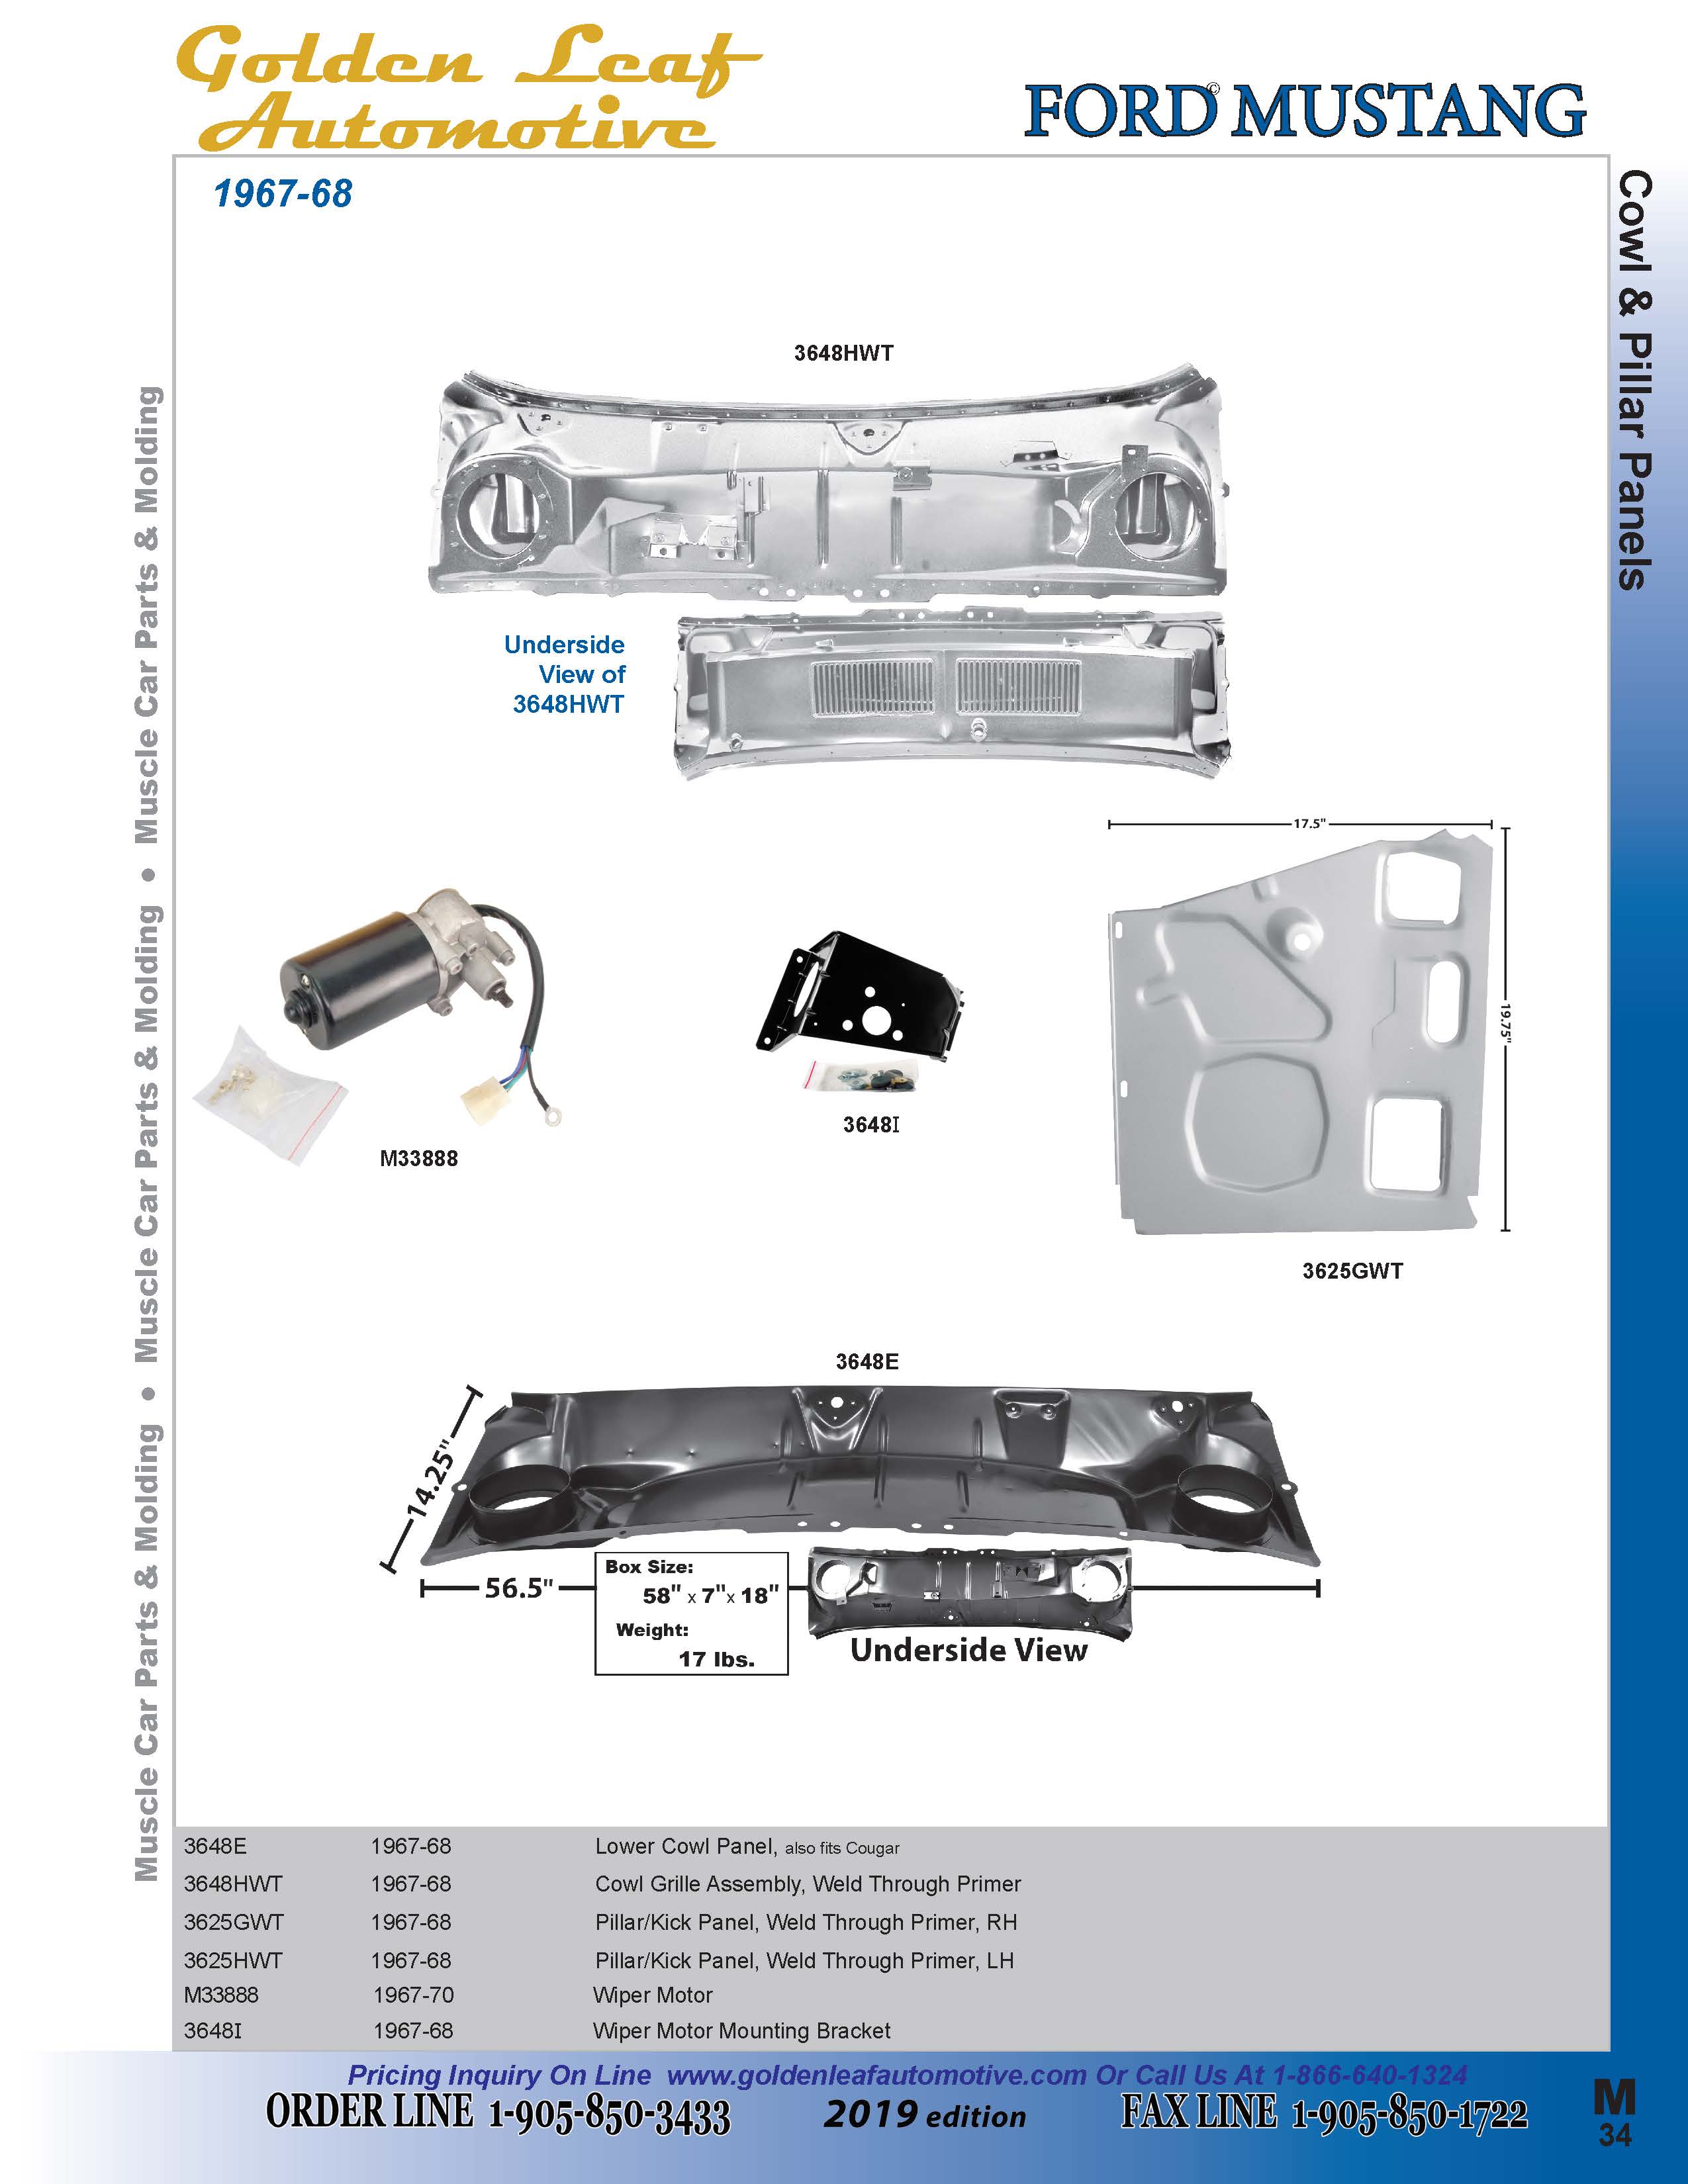 Golden Leaf
Automotive
FORD© MUSTANG
Cowl & Pillar Panels
1967-68
Muscle Car Parts & Molding • Muscle Car Parts & Molding • Muscle Car Parts & Molding
3648HWT
Underside
View of
3648HWT
17.5"
19.75"
M33888
3648I
3625GWT
3648E
14.25"
56.5"
Box Size:
58" x 7" x 18"
Weight:
17 lbs.
Underside View
3648E 1967-68 Lower Cowl Panel, also fits Cougar
3648HWT 1967-68 Cowl Grille Assembly, Weld Through Primer
3625GWT 1967-68 Pillar/Kick Panel, Weld Through Primer, RH
3625HWT 1967-68 Pillar/Kick Panel, Weld Through Primer, LH
M33888 1967-70 Wiper Motor
3648I 1967-68 Wiper Motor Mounting Bracket
Pricing Inquiry On Line www.goldenleafautomotive.com Or Call Us At 1-866-640-1324
ORDER LINE 1-905-850-3433 2019 edition FAX LINE 1-905-850-1722
M
34